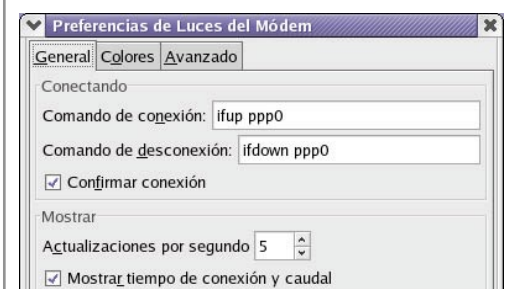 Preferencias de Luces del Módem
General Colores Avanzado
Conectando
Comando de conexión: ifup ppp0
Comando de desconexión: ifdown ppp0
Confirmar conexión
Mostrar
Actualizaciones por segundo 5
Mostrar tiempo de conexión y caudal